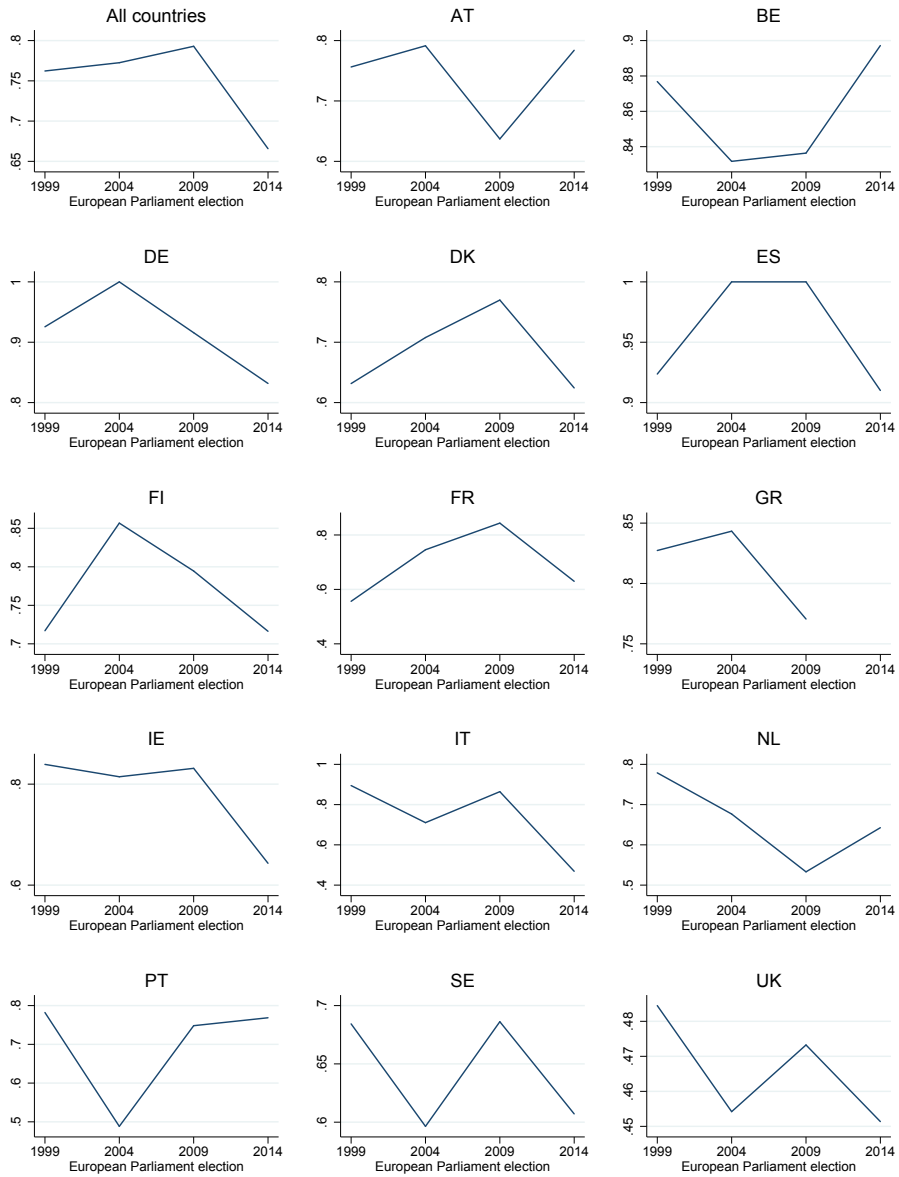 All countries
.8
.75
.7
.65
1999 2004 2009 2014
European Parliament election
AT
.8
.7
.6
1999 2004 2009 2014
European Parliament election
BE
.9
.88
.86
.84
1999 2004 2009 2014
European Parliament election
DE
1
.9
.8
1999 2004 2009 2014
European Parliament election
DK
.8
.7
.6
1999 2004 2009 2014
European Parliament election
ES
1
.95
.9
1999 2004 2009 2014
European Parliament election
FI
.85
.8
.75
.7
1999 2004 2009 2014
European Parliament election
FR
.8
.6
.4
1999 2004 2009 2014
European Parliament election
GR
.85
.8
.75
1999 2004 2009 2014
European Parliament election
IE
.8
.6
1999 2004 2009 2014
European Parliament election
IT
1
.8
.6
.4
1999 2004 2009 2014
European Parliament election
NL
.8
.7
.6
.5
1999 2004 2009 2014
European Parliament election
PT
.8
.7
.6
.5
1999 2004 2009 2014
European Parliament election
SE
.7
.65
.6
1999 2004 2009 2014
European Parliament election
UK
.48
.47
.46
.45
1999 2004 2009 2014
European Parliament election